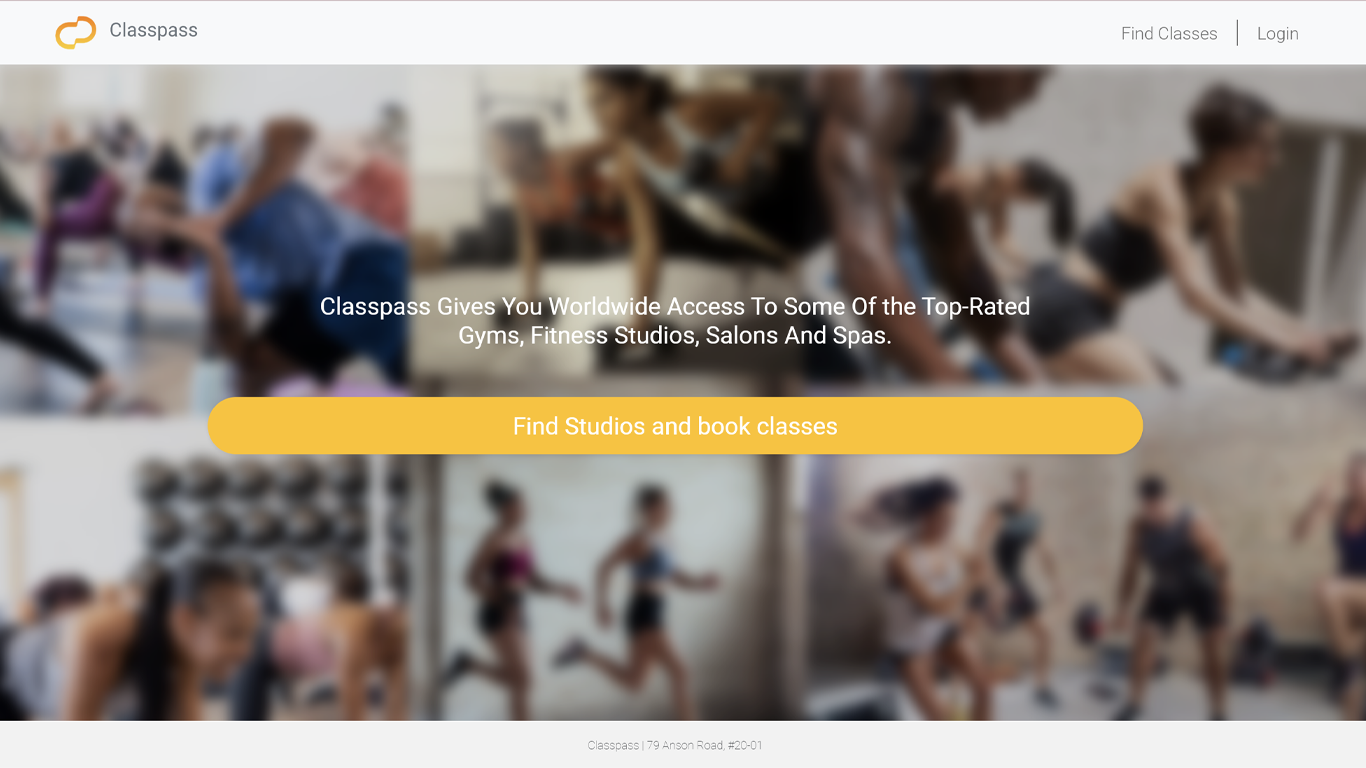 Classpass
Find Classes
Login
Classpass Gives You Worldwide Access To Some Of the Top-Rated
Gyms, Fitness Studios, Salons And Spas.
Find Studios and book classes
Classpass | 79 Anson Road, #20-01